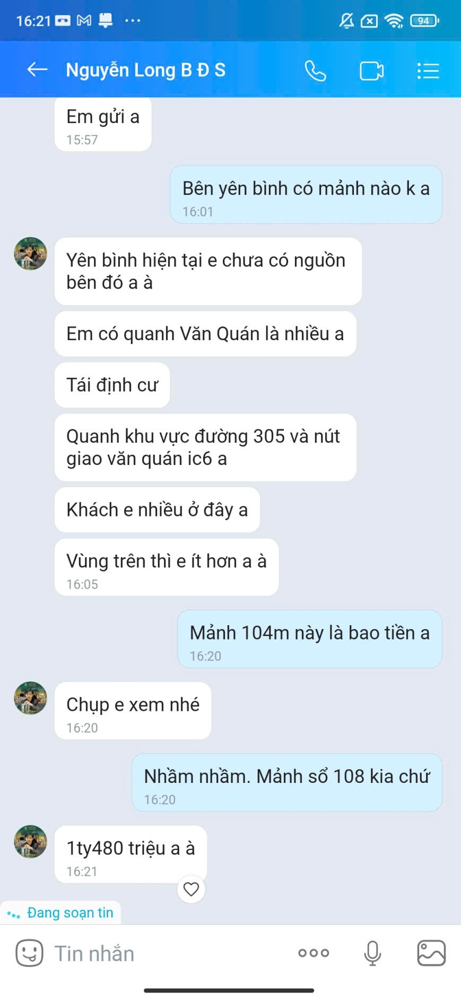 16:21
94
Nguyễn Long B Đ S
Em gửi a
15:57
Bên yên bình có mảnh nào k a
16:01
Yên bình hiện tại e chưa có nguồn
bên đó a à
Em có quanh Văn Quán là nhiều a
Tái định cư
Quanh khu vực đường 305 và nút
giao văn quán ic6 a
Khách e nhiều ở đây a
Vùng trên thì e ít hơn a à
16:05
Mảnh 104m này là bao tiền a
16:20
Chụp e xem nhé
16:20
Nhầm nhầm. Mảnh sổ 108 kia chứ
16:20
1ty480 triệu a à
16:21
Đang soạn tin
Tin nhắn